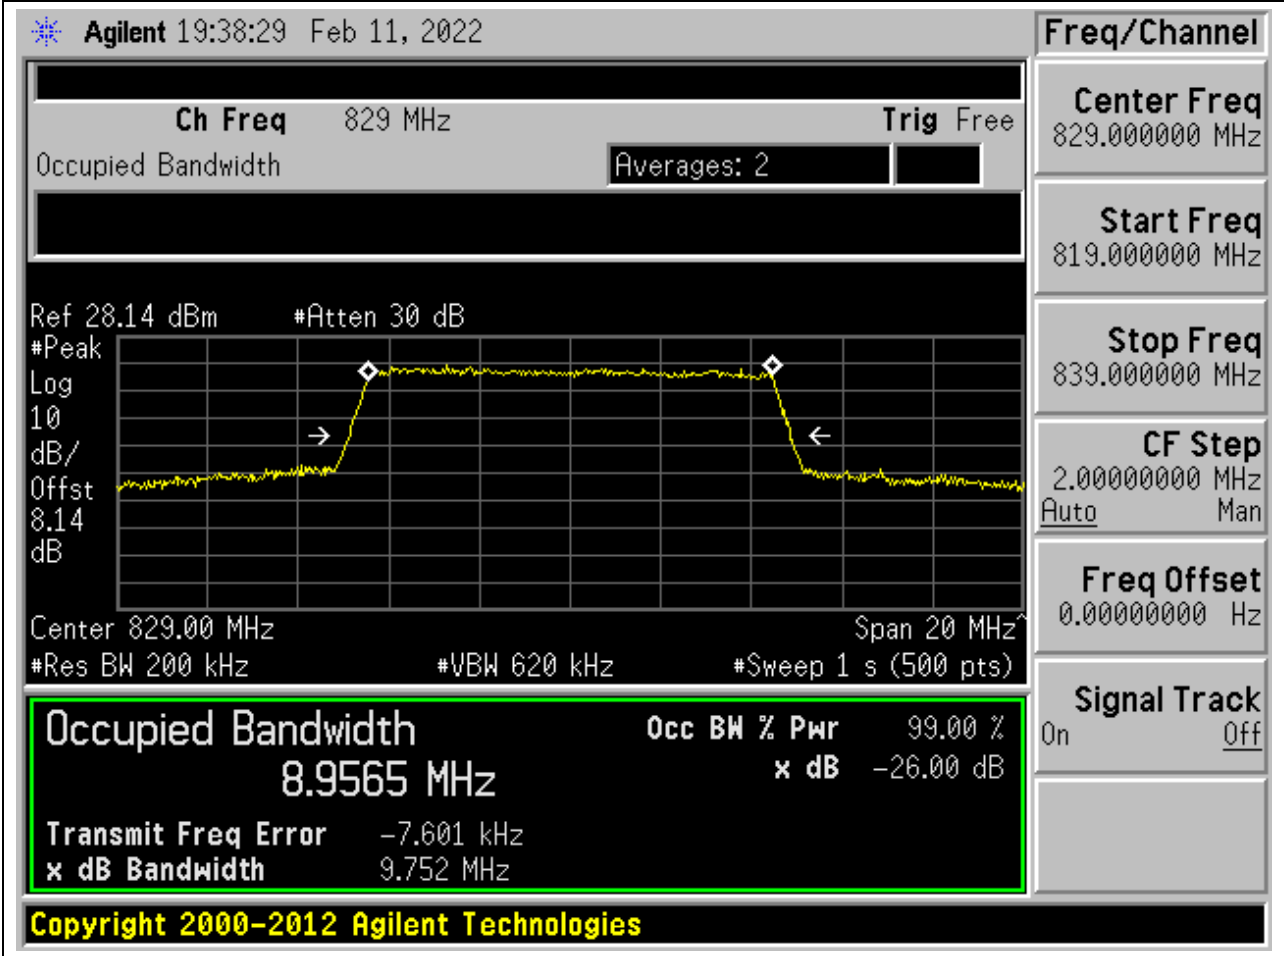 Agilent 19:38:29 Feb 11, 2022
Freq/Channel
Ch Freq 829 MHz Trig Free
Occupied Bandwidth Averages: 2
Ref 28.14 dBm #Atten 30 dB
#Peak
Log
10
dB/
Offst
8.14
dB
Center 829.00 MHz Span 20 MHz^
#Res BW 200 kHz #VBW 620 kHz #Sweep 1 s (500 pts)
Occupied Bandwidth Occ BW % Pwr 99.00 %
8.9565 MHz x dB -26.00 dB
Transmit Freq Error -7.601 kHz
x dB Bandwidth 9.752 MHz
Copyright 2000-2012 Agilent Technologies
Center Freq
829.000000 MHz
Start Freq
819.000000 MHz
Stop Freq
839.000000 MHz
CF Step
2.00000000 MHz
Auto Man
Freq Offset
0.00000000 Hz
Signal Track
On Off